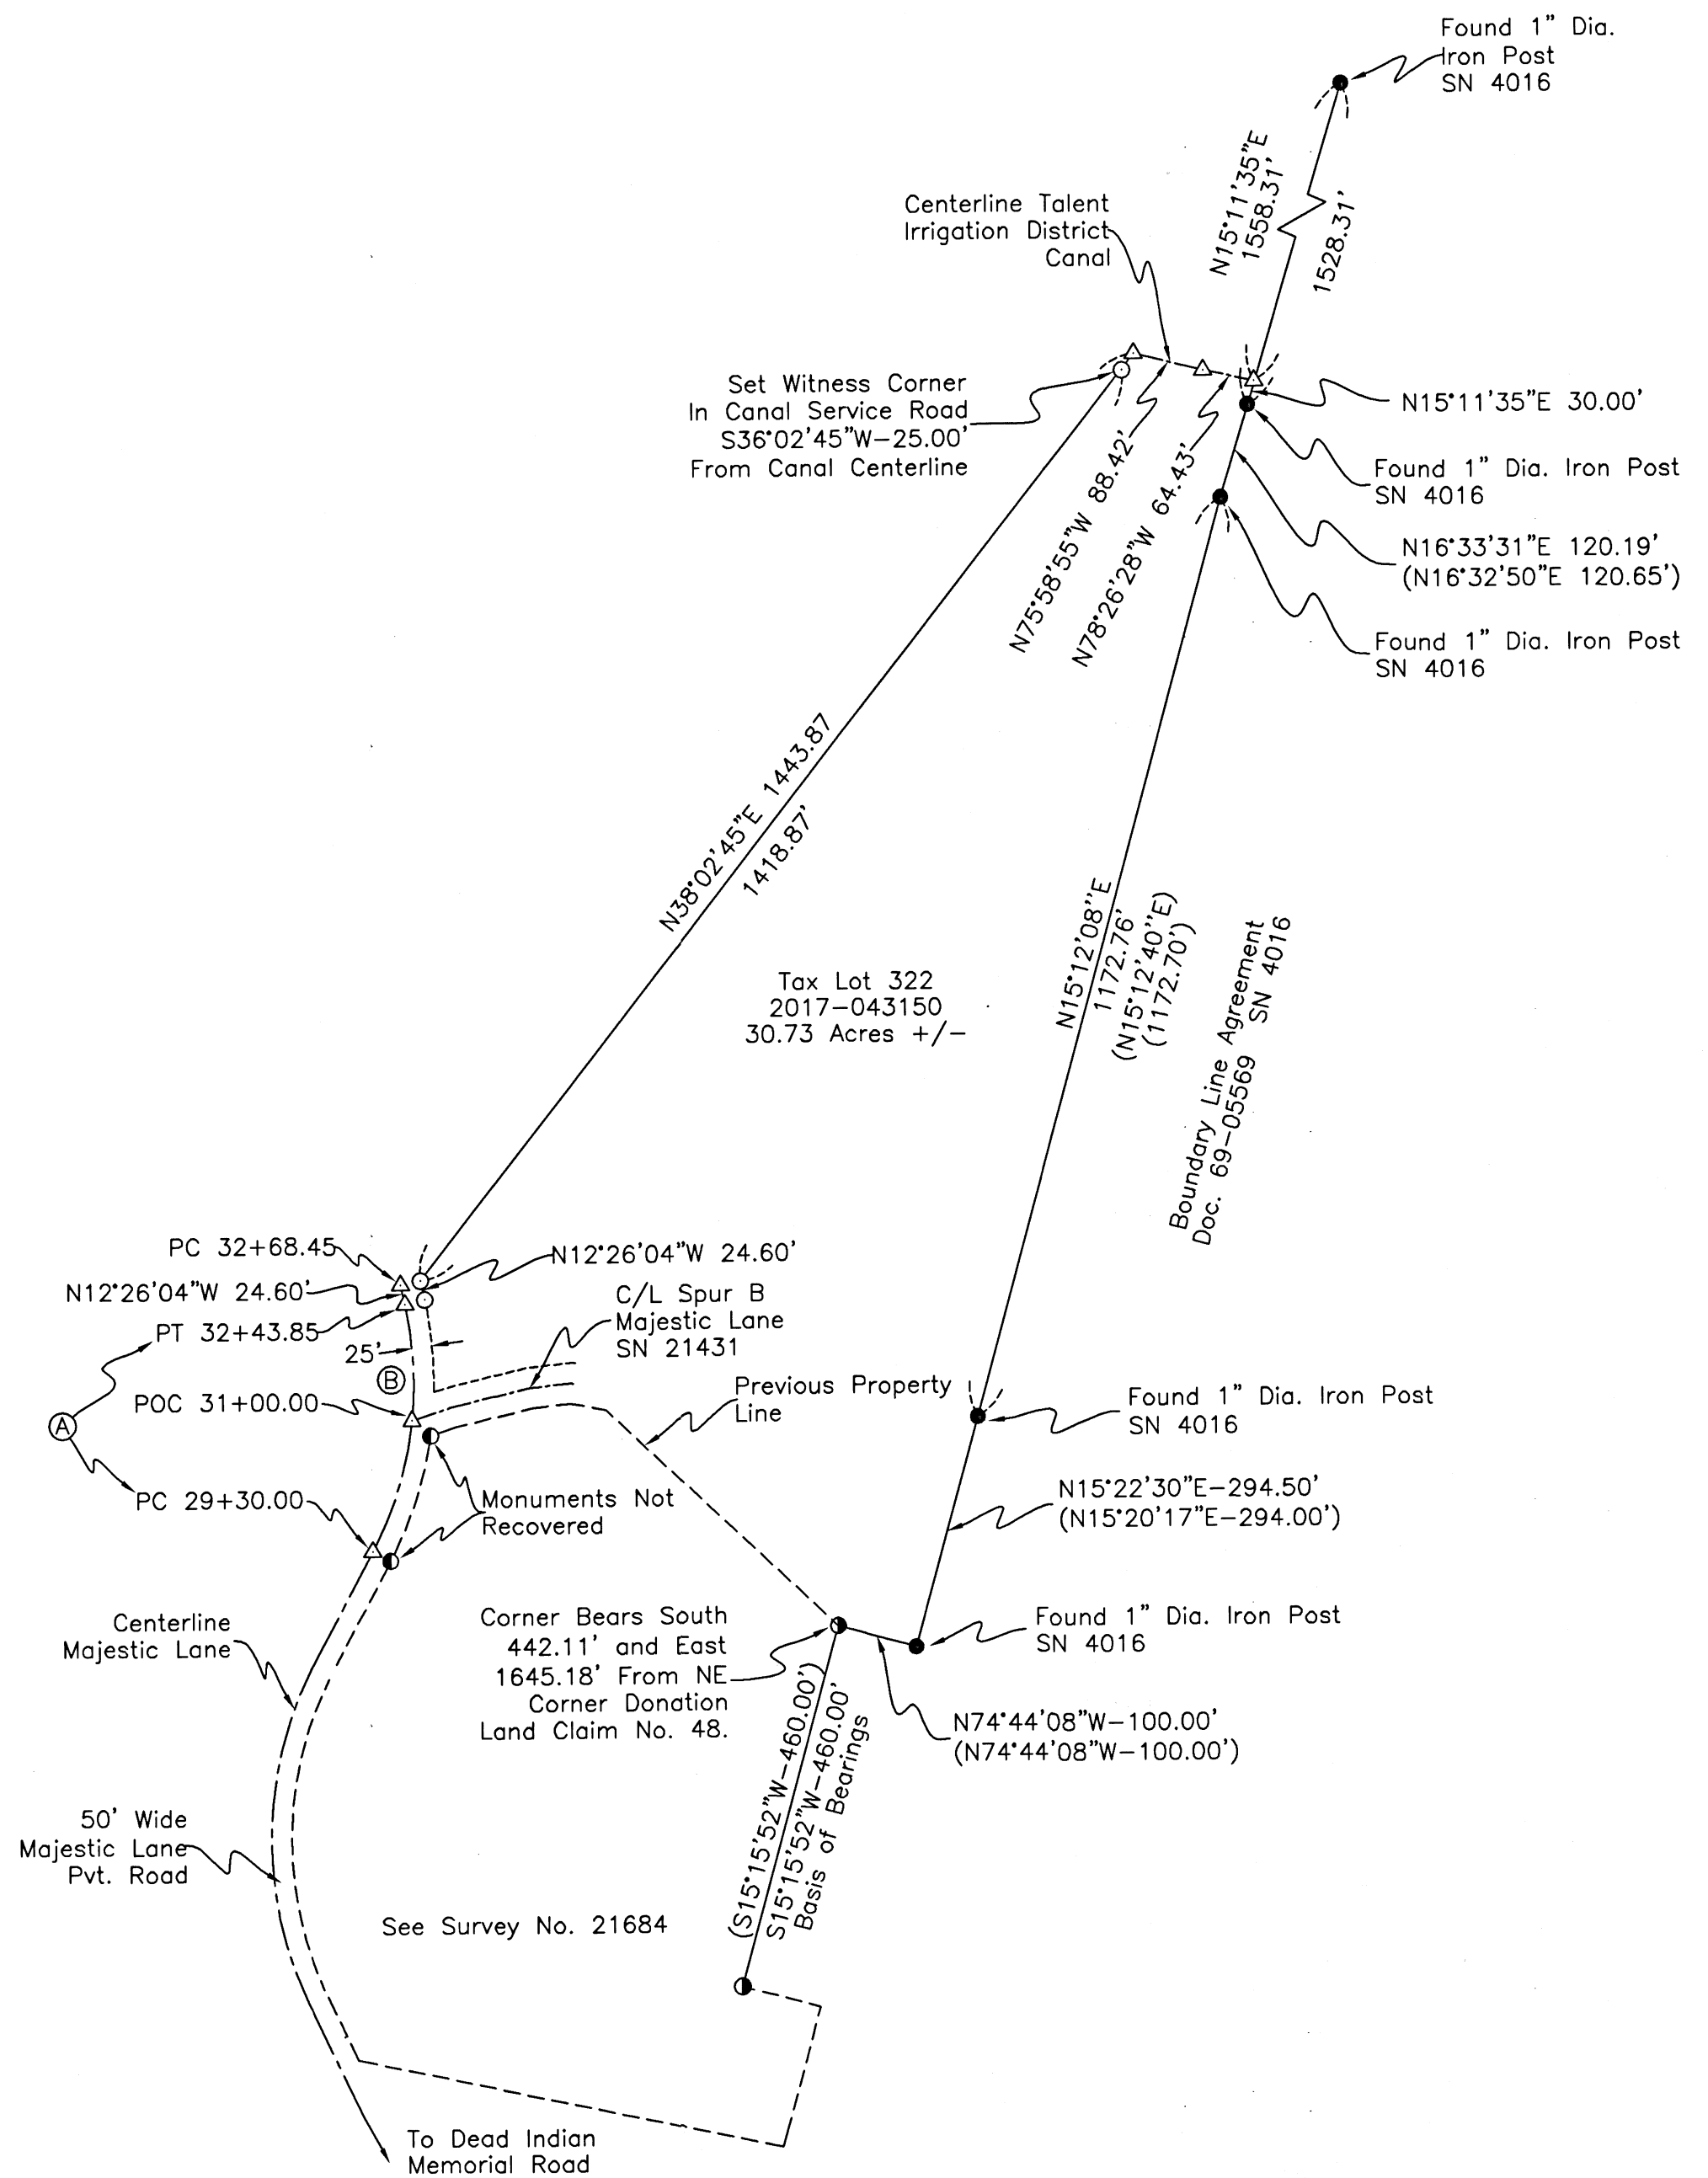 Found 1" Dia.
Iron Post
SN 4016
N15°11'35"E
1558.31'
1528.31'
Centerline Talent
Irrigation District
Canal
Set Witness Corner
In Canal Service Road
S36°02'45"W-25.00'
From Canal Centerline
N15°11'35"E 30.00'
Found 1" Dia. Iron Post
SN 4016
N75°58'55"W 88.42'
N78°26'28"W 64.43'
N16°33'31"E 120.19'
(N16°32'50"E 120.65')
Found 1" Dia. Iron Post
SN 4016
N38°02'45"E 1443.87
1418.87'
N15°12'08"E
1172.76'
(N15°12'40"E)
(1172.70')
Boundary Line Agreement
Doc. 69-05569 SN 4016
Tax Lot 322
2017-043150
30.73 Acres +/-
PC 32+68.45
N12°26'04"W 24.60'
N12°26'04"W 24.60'
PT 32+43.85
C/L Spur B
Majestic Lane
SN 21431
25'
B
POC 31+00.00
A
Previous Property
Line
Found 1" Dia. Iron Post
SN 4016
PC 29+30.00
Monuments Not
Recovered
N15°22'30"E-294.50'
(N15°20'17"E-294.00')
Centerline
Majestic Lane
Corner Bears South
442.11' and East
1645.18' From NE
Corner Donation
Land Claim No. 48.
Found 1" Dia. Iron Post
SN 4016
N74°44'08"W-100.00'
(N74°44'08"W-100.00')
(S15°15'52"W-460.00')
S15°15'52"W-460.00'
Basis of Bearings
50' Wide
Majestic Lane
Pvt. Road
See Survey No. 21684
To Dead Indian
Memorial Road